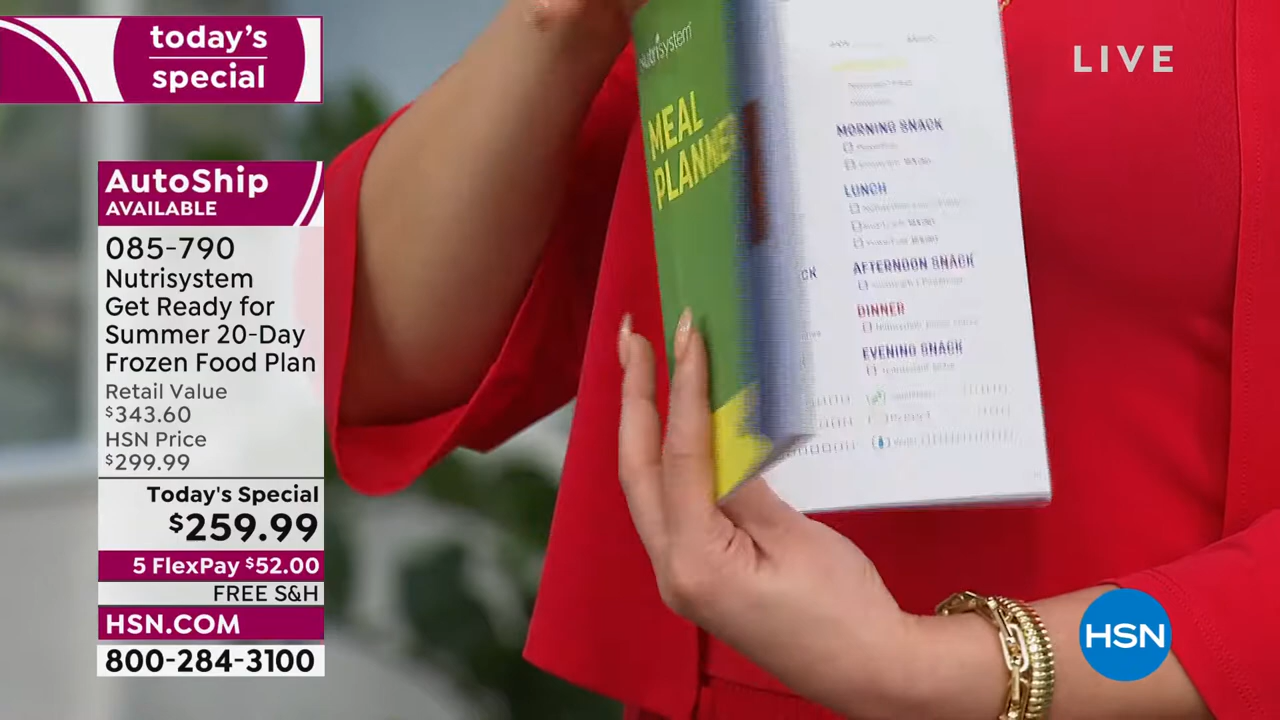 today's
special
LIVE
AutoShip
AVAILABLE
085-790
Nutrisystem
Get Ready for
Summer 20-Day
Frozen Food Plan
Retail Value
$343.60
HSN Price
$299.99
Today's Special
$259.99
5 FlexPay $52.00
FREE S&H
HSN.COM
800-284-3100
Nutrisystem
MEAL
PLANNER
MORNING SNACK
LUNCH
AFTERNOON SNACK
DINNER
EVENING SNACK
HSN